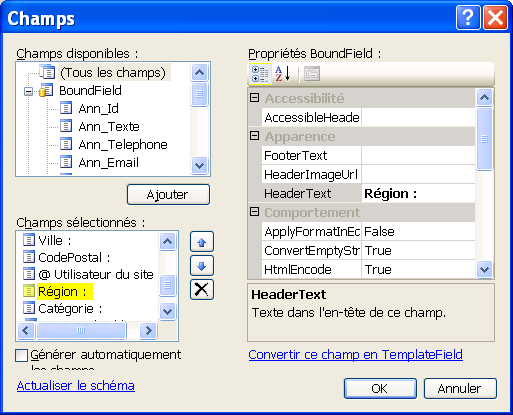 Champs
Champs disponibles :
(Tous les champs)
BoundField
Ann_Id
Ann_Texte
Ann_Telephone
Ann_Email
Ajouter
Champs sélectionnés :
Ville :
CodePostal :
@ Utilisateur du site
Région :
Catégorie :
Générer automatiquement
les champs
Actualiser le schéma
Propriétés BoundField :
Accessibilité
AccessibleHeade
Apparence
FooterText
HeaderImageUrl
HeaderText Région :
Comportement
ApplyFormatInEc False
ConvertEmptyStr True
HtmlEncode True
HeaderText
Texte dans l'en-tête de ce champ.
Convertir ce champ en TemplateField
OK
Annuler